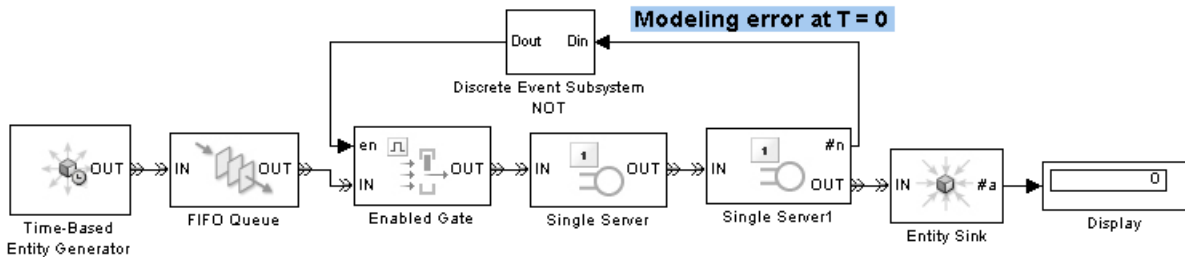 Modeling error at T = 0
Dout Din
Discrete Event Subsystem
NOT
OUT
Time-Based
Entity Generator
IN OUT
FIFO Queue
en
IN OUT
Enabled Gate
1
IN OUT
Single Server
1
#n
IN OUT
Single Server1
IN #a
Entity Sink
0
Display